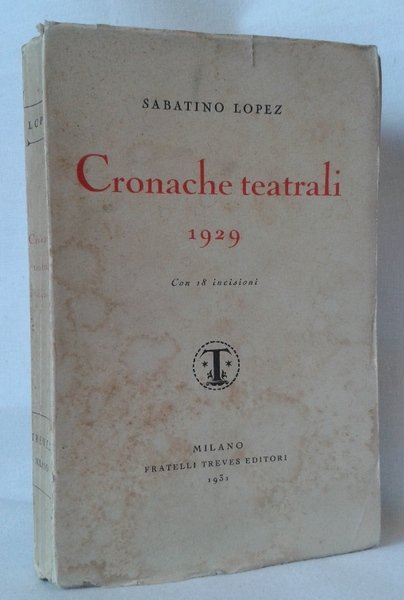 SABATINO LOPEZ
Cronache teatrali
1929
Con 18 incisioni
T
MILANO
FRATELLI TREVES EDITORI
1931